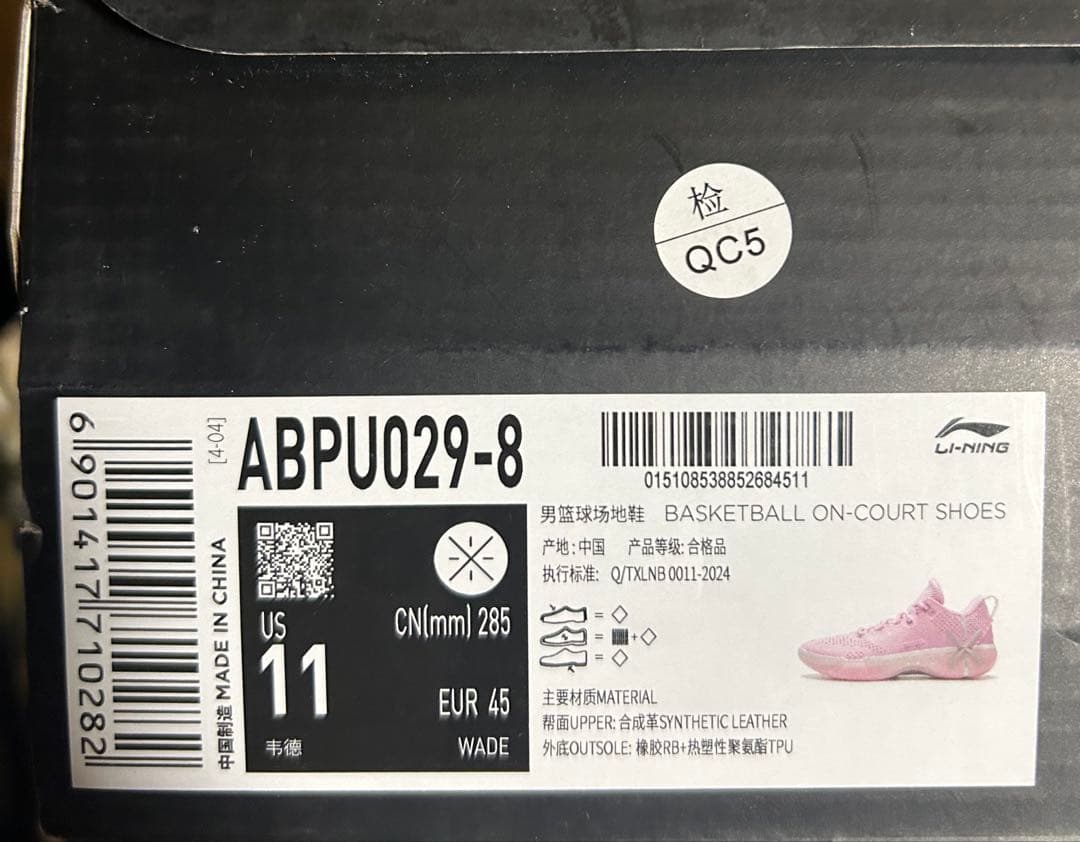 检
QC5
6901417710282
[4-04]
中国制造 MADE IN CHINA
ABPU029-8
015108538852684511
LI-NING
US
11
CN(mm) 285
EUR 45
韦德
WADE
男篮球场地鞋 BASKETBALL ON-COURT SHOES
产地:中国 产品等级:合格品
执行标准: Q/TXLNB 0011-2024
主要材质MATERIAL
帮面UPPER: 合成革SYNTHETIC LEATHER
外底OUTSOLE: 橡胶RB+热塑性聚氨酯TPU